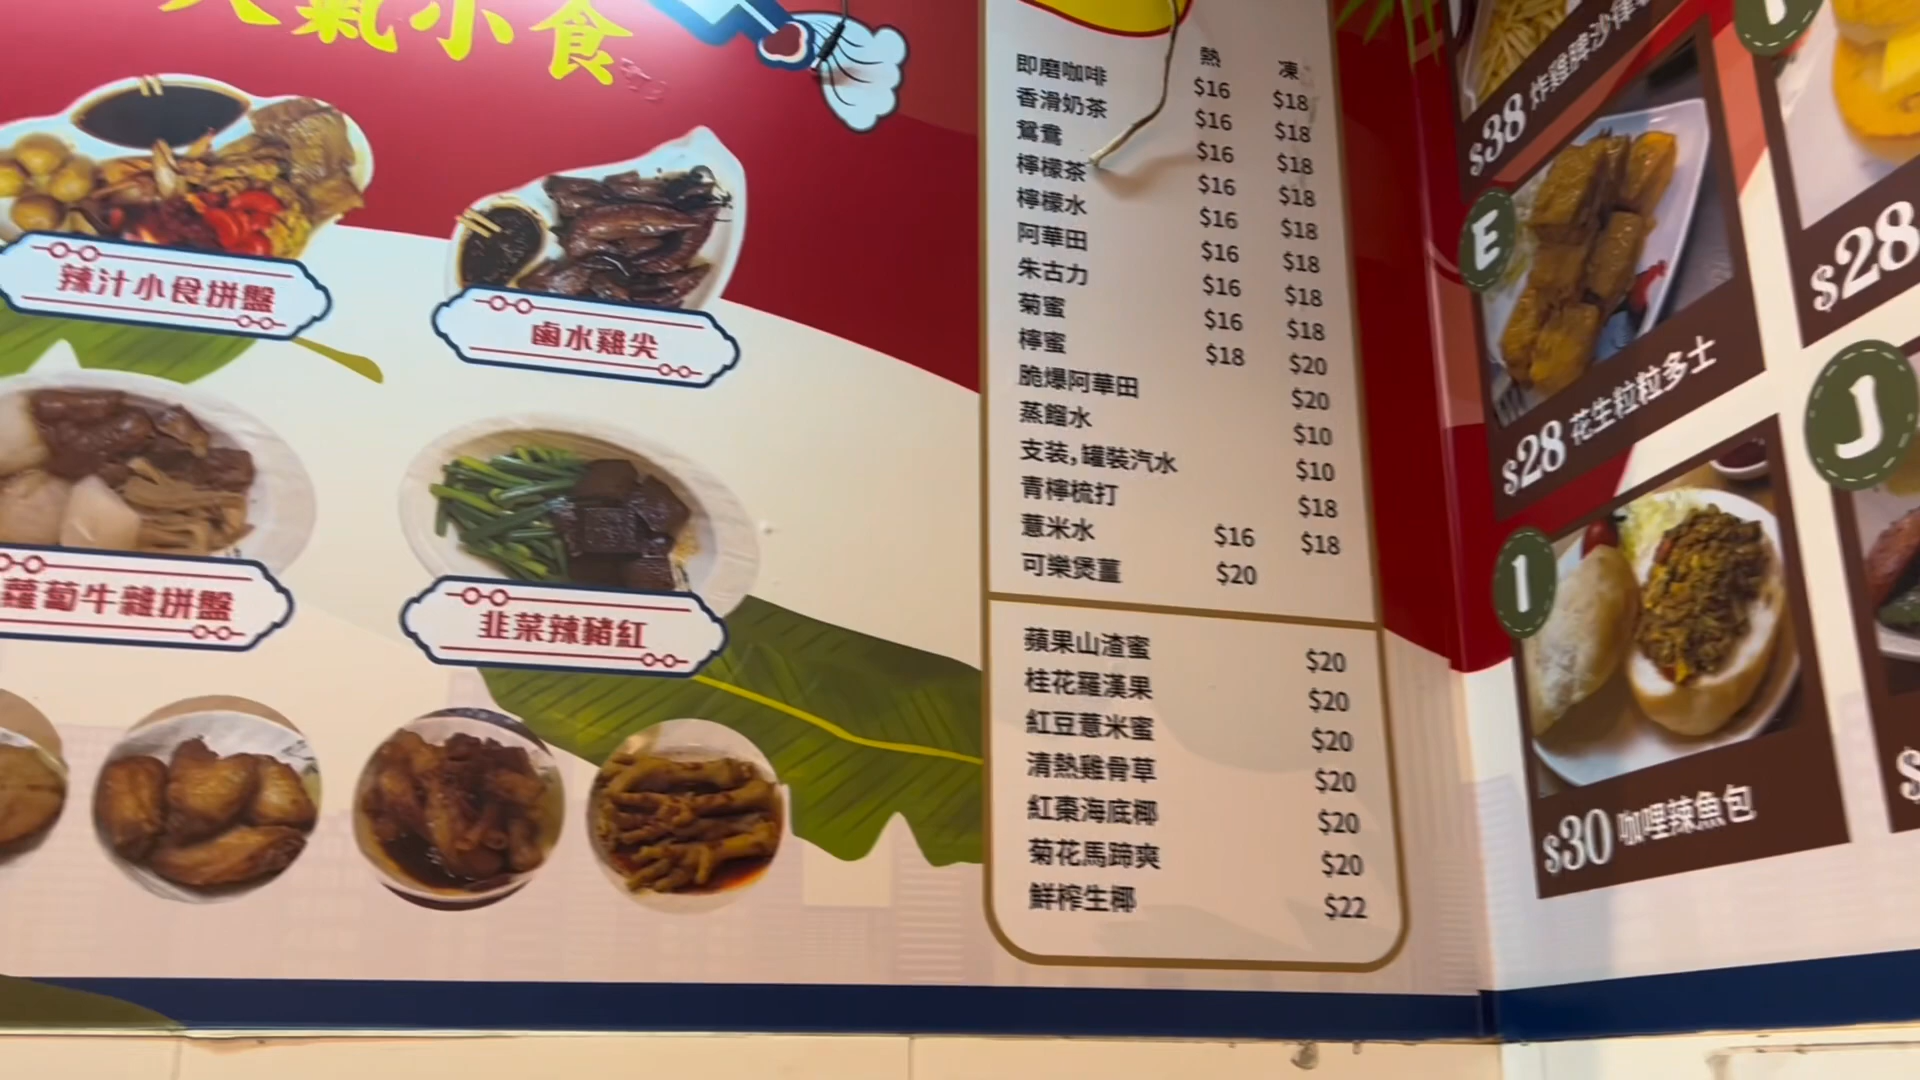 人氣小食
辣汁小食拼盤
鹵水雞尖
蘿蔔牛雜拼盤
韭菜辣豬紅
熱 凍
即磨咖啡 $16 $18
香滑奶茶 $16 $18
鴛鴦 $16 $18
檸檬茶 $16 $18
檸檬水 $16 $18
阿華田 $16 $18
朱古力 $16 $18
菊蜜 $16 $18
檸蜜 $18 $20
脆爆阿華田 $20
蒸餾水 $10
支装,罐裝汽水 $10
青檸梳打 $18
薏米水 $16 $18
可樂煲薑 $20
蘋果山渣蜜 $20
桂花羅漢果 $20
紅豆薏米蜜 $20
清熱雞骨草 $20
紅棗海底椰 $20
菊花馬蹄爽 $20
鮮榨生椰 $22
$38 炸雞髀沙律
E
$28 花生粒粒多士
I
$30 咖哩辣魚包
$28
J